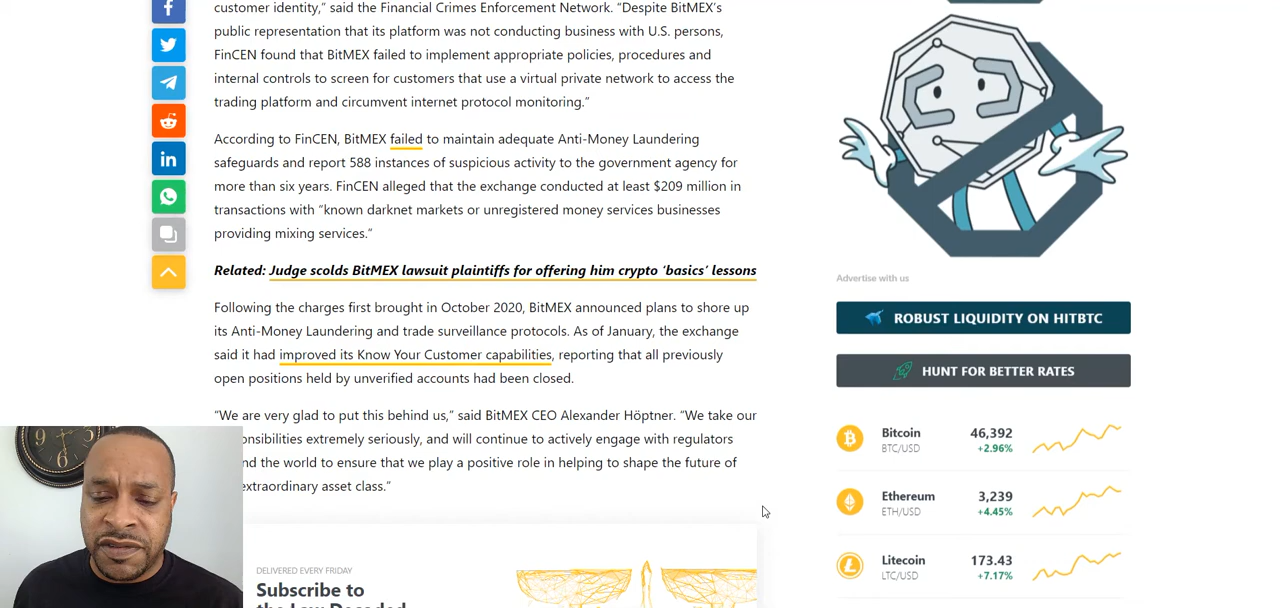 customer identity,” said the Financial Crimes Enforcement Network. “Despite BitMEX’s
public representation that its platform was not conducting business with U.S. persons,
FinCEN found that BitMEX failed to implement appropriate policies, procedures and
internal controls to screen for customers that use a virtual private network to access the
trading platform and circumvent internet protocol monitoring.”
According to FinCEN, BitMEX failed to maintain adequate Anti-Money Laundering
safeguards and report 588 instances of suspicious activity to the government agency for
more than six years. FinCEN alleged that the exchange conducted at least $209 million in
transactions with “known darknet markets or unregistered money services businesses
providing mixing services.”
Related: Judge scolds BitMEX lawsuit plaintiffs for offering him crypto ‘basics’ lessons
Following the charges first brought in October 2020, BitMEX announced plans to shore up
its Anti-Money Laundering and trade surveillance protocols. As of January, the exchange
said it had improved its Know Your Customer capabilities, reporting that all previously
open positions held by unverified accounts had been closed.
“We are very glad to put this behind us,” said BitMEX CEO Alexander Höptner. “We take our
onsibilities extremely seriously, and will continue to actively engage with regulators
nd the world to ensure that we play a positive role in helping to shape the future of
extraordinary asset class.”
DELIVERED EVERY FRIDAY
Subscribe to
the Law Decoded
Advertise with us
ROBUST LIQUIDITY ON HITBTC
HUNT FOR BETTER RATES
Bitcoin 46,392
BTC/USD +2.96%
Ethereum 3,239
ETH/USD +4.45%
Litecoin 173.43
LTC/USD +7.17%